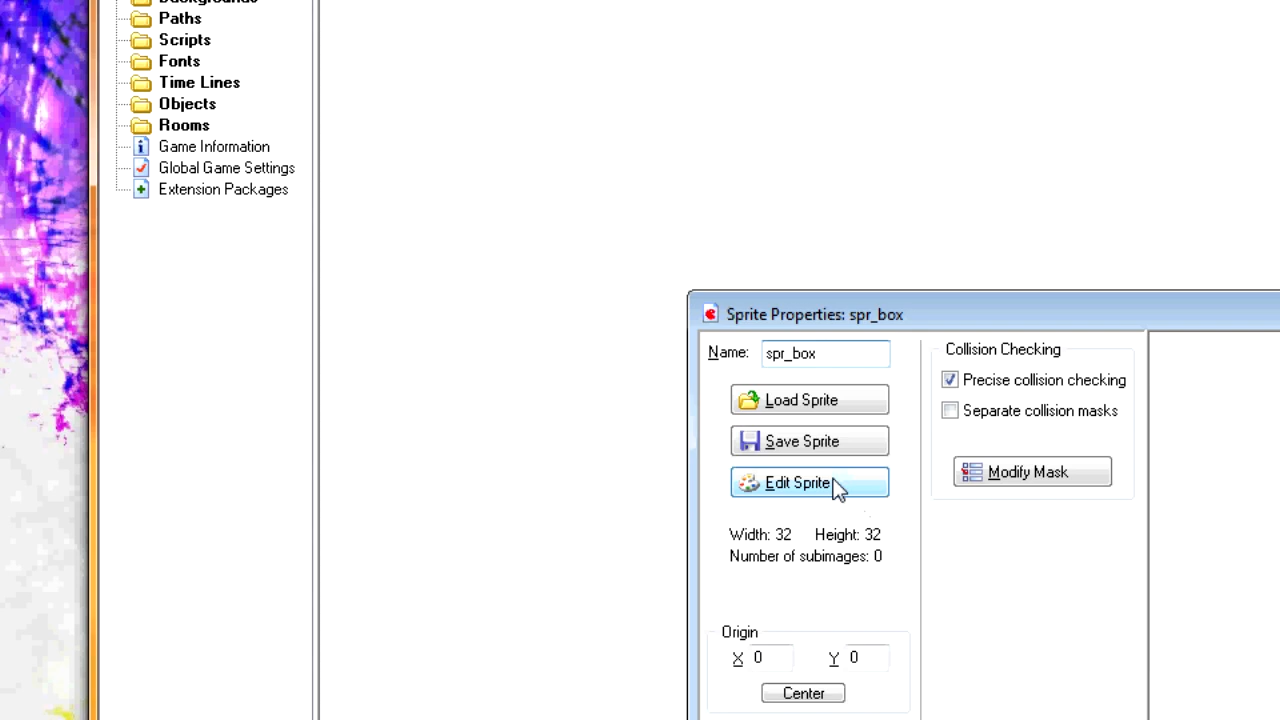 Backgrounds
Paths
Scripts
Fonts
Time Lines
Objects
Rooms
Game Information
Global Game Settings
Extension Packages
Sprite Properties: spr_box
Name: spr_box
Load Sprite
Save Sprite
Edit Sprite
Width: 32 Height: 32
Number of subimages: 0
Origin
X 0 Y 0
Center
Collision Checking
Precise collision checking
Separate collision masks
Modify Mask